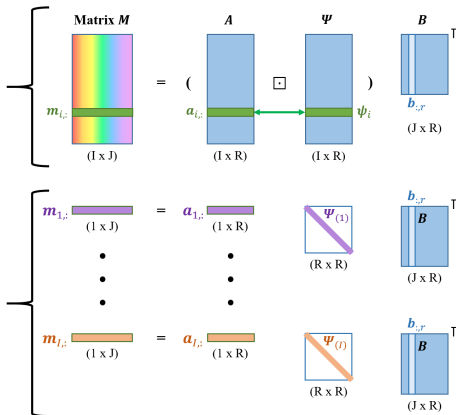 Matrix M A Ψ B
= ( ⊡ ) T
m_{i,:} a_{i,:} ψ_i b_{:,r}
(I x J) (I x R) (I x R) (J x R)
m_{1,:} = a_{1,:} Ψ_{(1)} b_{:,r} B T
(1 x J) (1 x R) (R x R) (J x R)
m_{I,:} = a_{I,:} Ψ_{(I)} b_{:,r} B T
(1 x J) (1 x R) (R x R) (J x R)